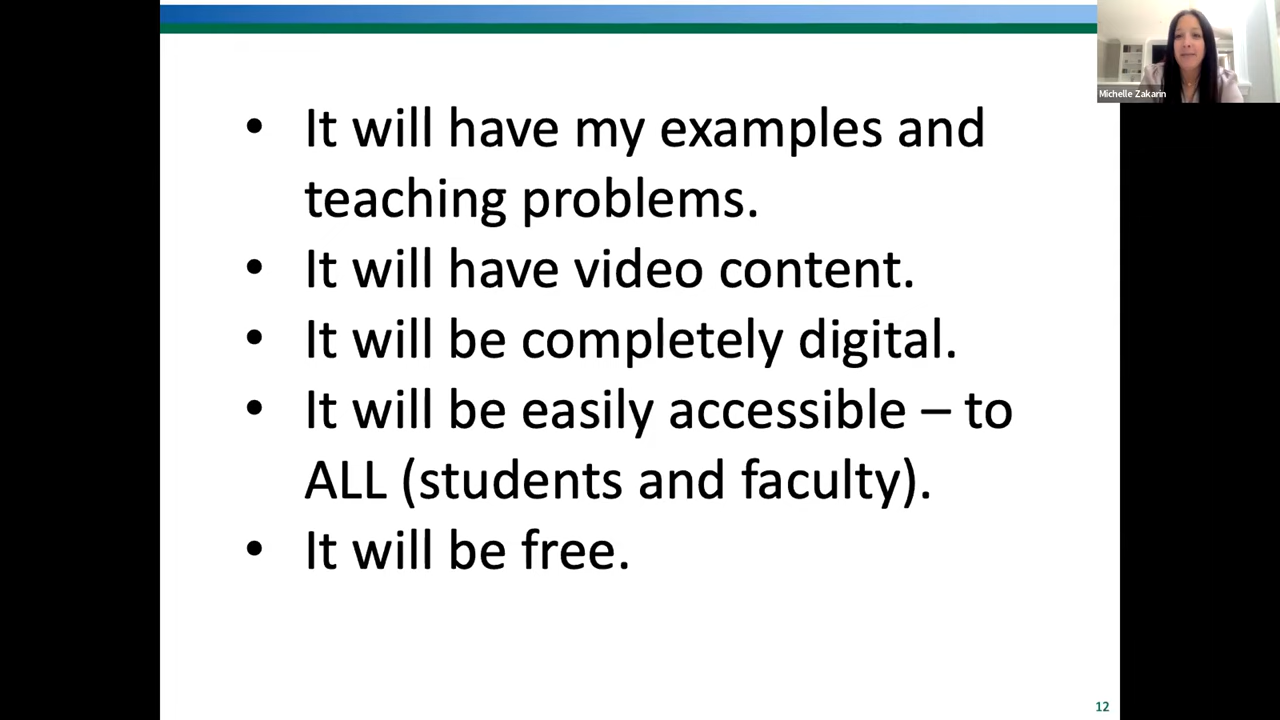 • It will have my examples and
teaching problems.
• It will have video content.
• It will be completely digital.
• It will be easily accessible – to
ALL (students and faculty).
• It will be free.
Michelle Zakarin
12